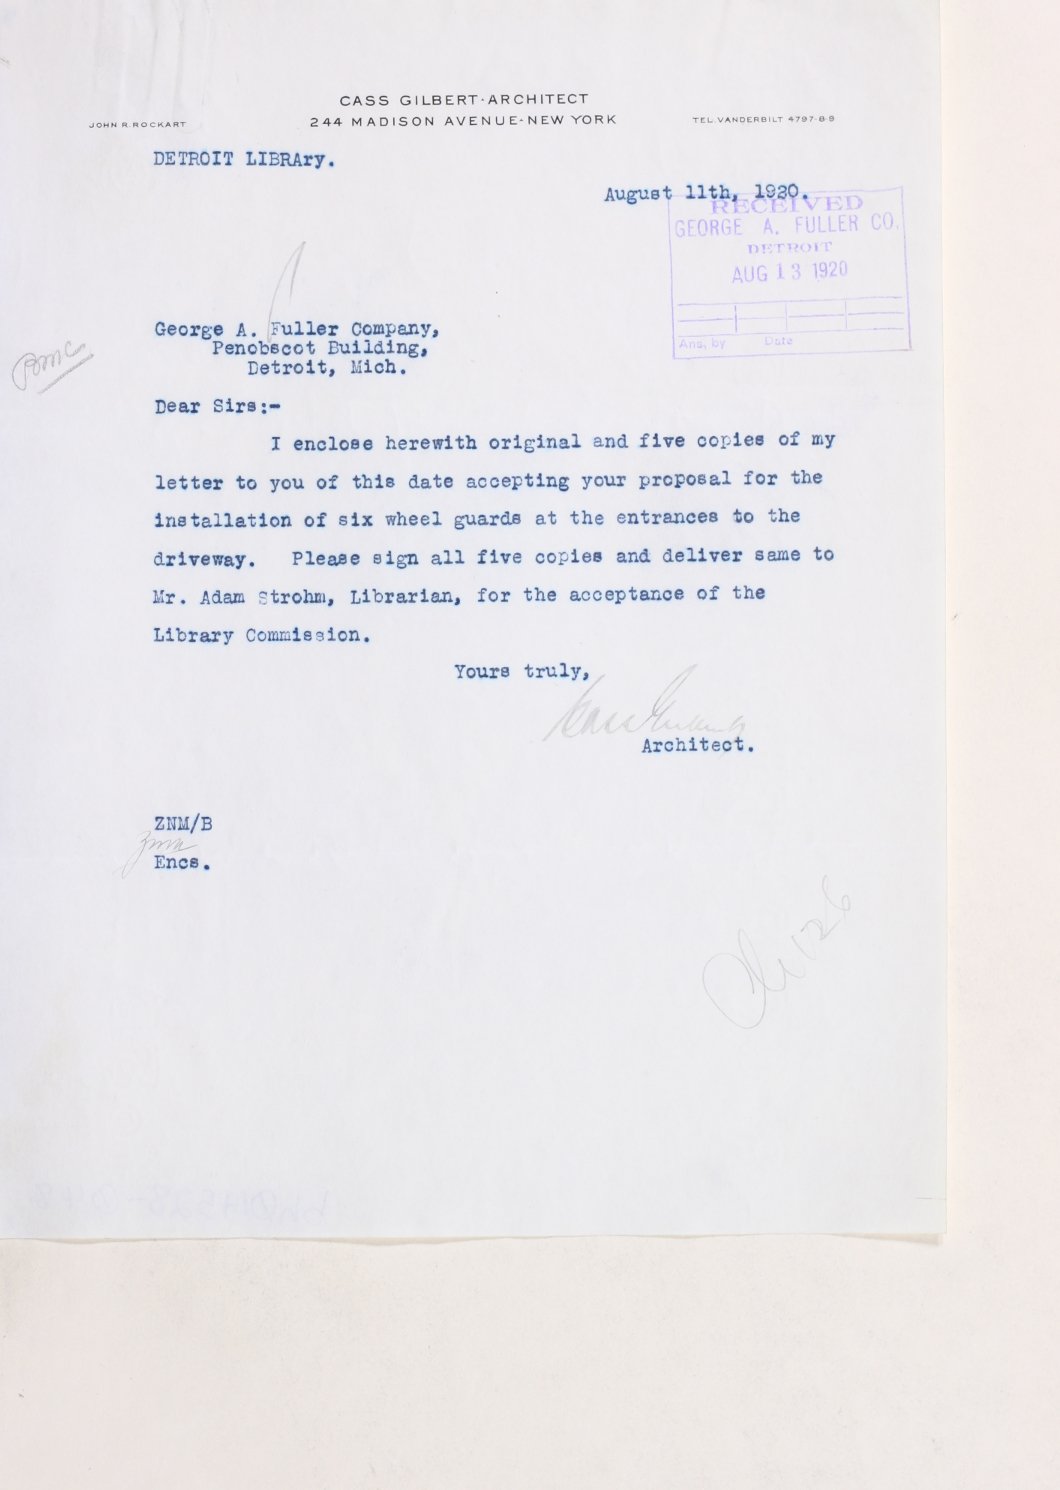 CASS GILBERT-ARCHITECT
JOHN R. ROCKART 244 MADISON AVENUE-NEW YORK TEL. VANDERBILT 4797-8-9
DETROIT LIBRAry.
August 11th, 1920.
RECEIVED
GEORGE A. FULLER CO.
DETROIT
AUG 13 1920
Ans. by Date
George A. Fuller Company,
Penobscot Building,
Detroit, Mich.
Dear Sirs:-
I enclose herewith original and five copies of my
letter to you of this date accepting your proposal for the
installation of six wheel guards at the entrances to the
driveway. Please sign all five copies and deliver same to
Mr. Adam Strohm, Librarian, for the acceptance of the
Library Commission.
Yours truly,
Cass Gilbert
Architect.
ZNM/B
znm
Encs.